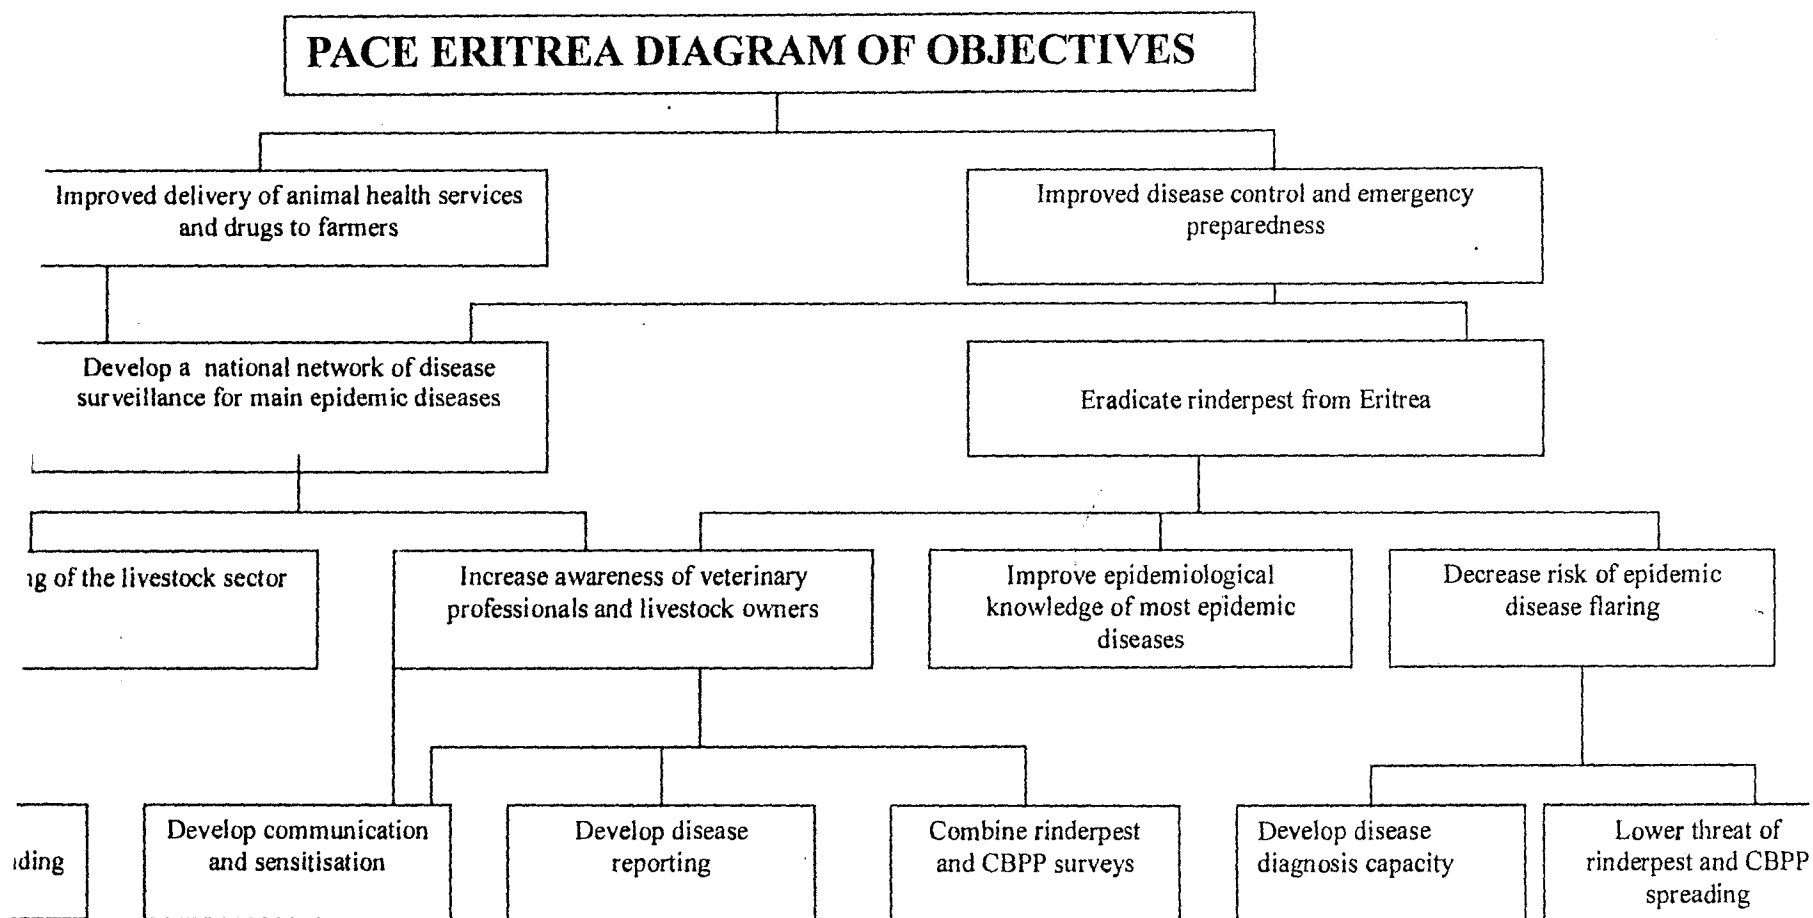 PACE ERITREA DIAGRAM OF OBJECTIVES
Improved delivery of animal health services
and drugs to farmers
Improved disease control and emergency
preparedness
Develop a national network of disease
surveillance for main epidemic diseases
Eradicate rinderpest from Eritrea
of the livestock sector
Increase awareness of veterinary
professionals and livestock owners
Improve epidemiological
knowledge of most epidemic
diseases
Decrease risk of epidemic
disease flaring
Develop communication
and sensitisation
Develop disease
reporting
Combine rinderpest
and CBPP surveys
Develop disease
diagnosis capacity
Lower threat of
rinderpest and CBPP
spreading